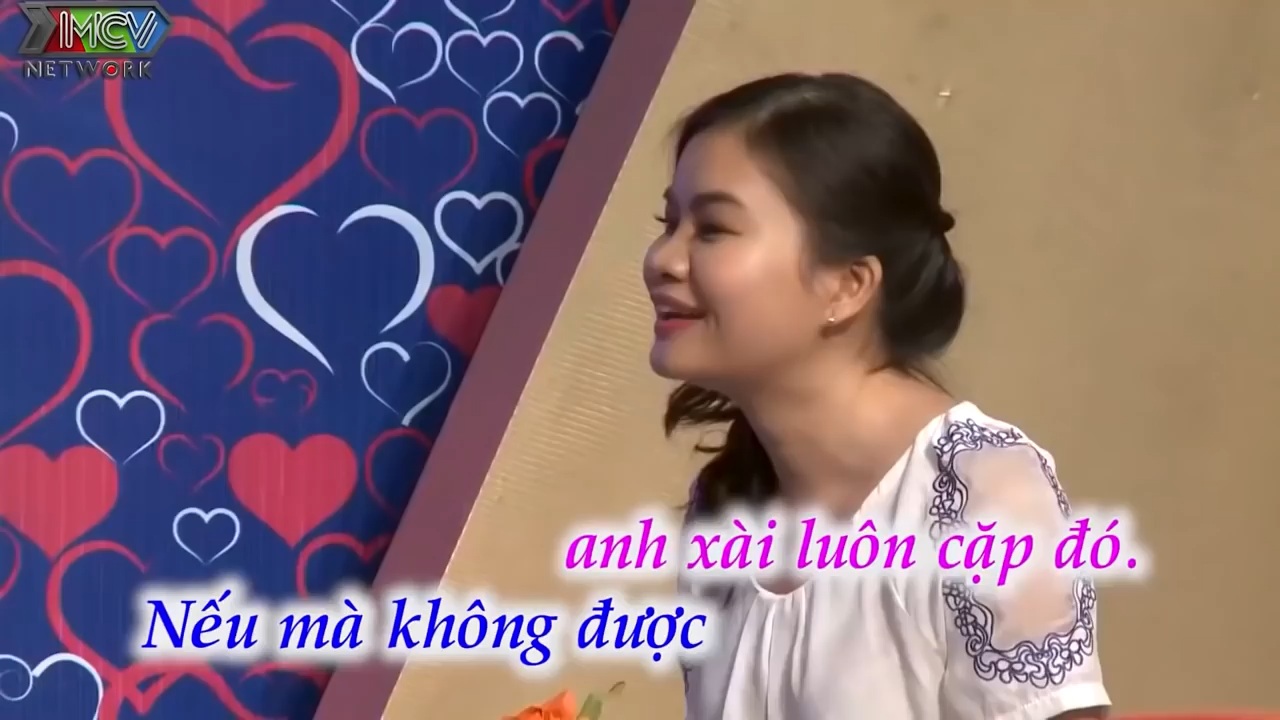 MCV
NETWORK
anh xài luôn cặp đó.
Nếu mà không được